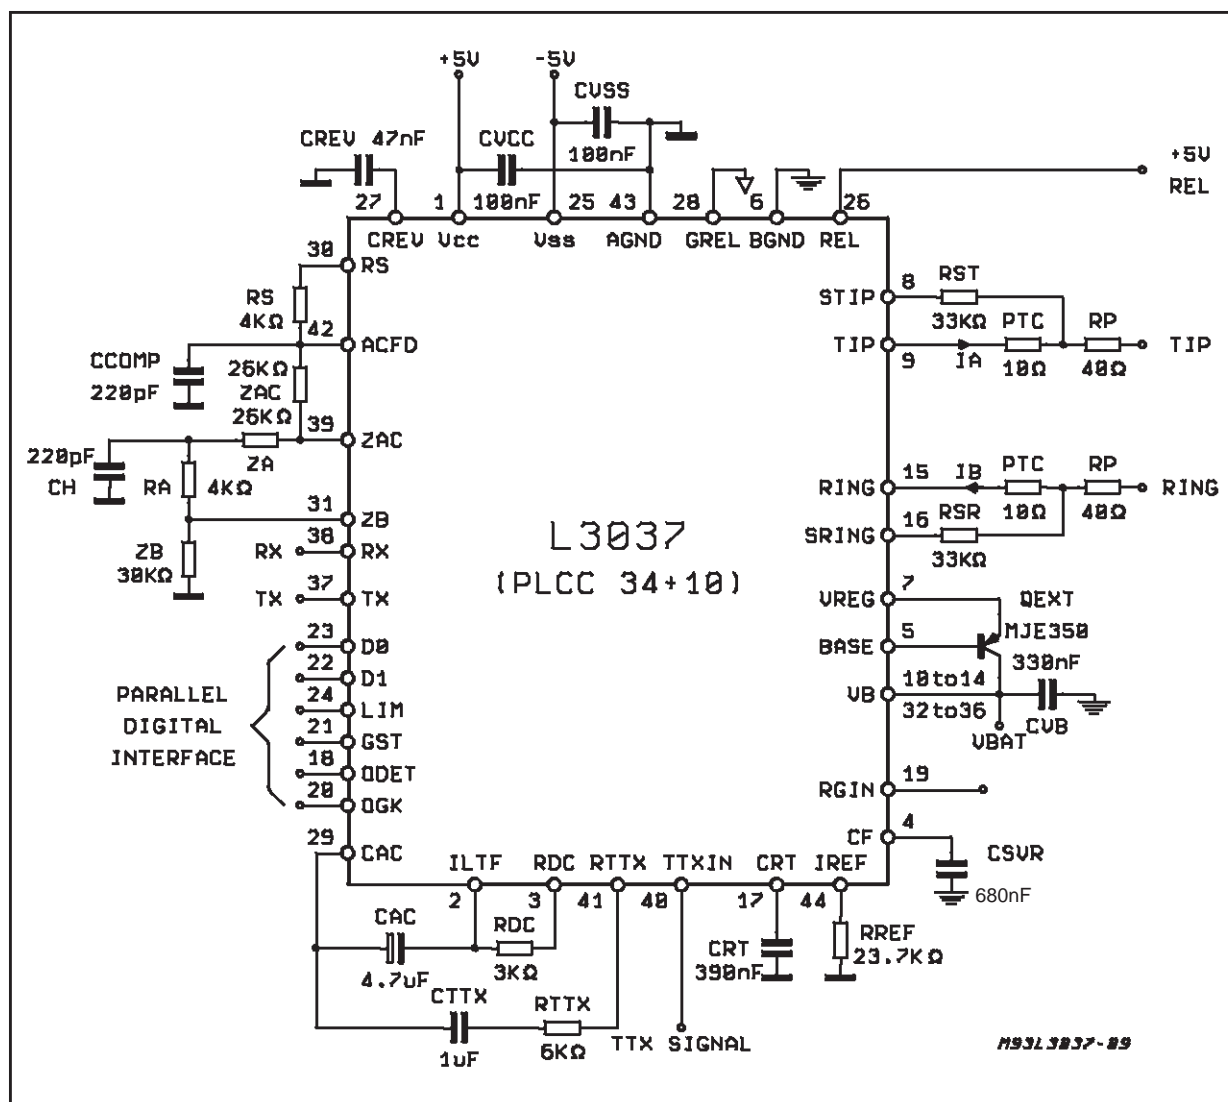 +5V
-5V
CVSS
100nF
CREV 47nF
CVCC
100nF
+5V
REL
27
1
25
43
28
6
26
CREV
Vcc
Vss
AGND
GREL
BGND
REL
30
RS
RS
4KΩ
42
ACFD
CCOMP
220pF
26KΩ
ZAC
26KΩ
39
ZAC
ZA
220pF
CH
RA
4KΩ
31
ZB
ZB
30KΩ
RX
38
RX
TX
37
TX
23
D0
22
D1
24
LIM
21
GST
18
ODET
20
OGK
29
CAC
PARALLEL
DIGITAL
INTERFACE
L3037
(PLCC 34+10)
STIP
8
RST
33KΩ
TIP
9
IA
PTC
10Ω
RP
40Ω
TIP
RING
15
IB
PTC
10Ω
RP
40Ω
RING
SRING
16
RSR
33KΩ
VREG
7
QEXT
MJE350
BASE
5
330nF
VB
10to14
32to36
CVB
VBAT
RGIN
19
CF
4
CSVR
680nF
ILTF
RDC
RTTX
TTXIN
CRT
IREF
2
3
41
40
17
44
CAC
4.7uF
RDC
3KΩ
CTTX
1uF
RTTX
6KΩ
TTX SIGNAL
CRT
390nF
RREF
23.7KΩ
M93L3037-09